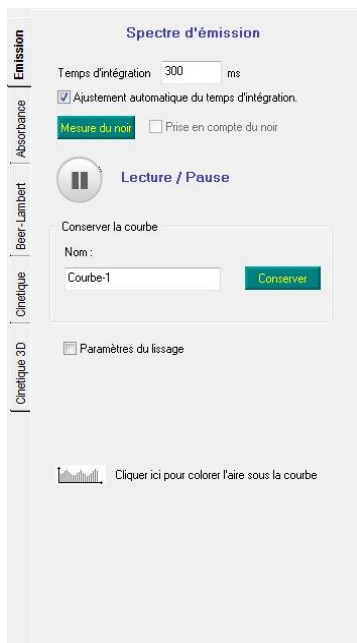 Emission
Absorbance
Beer-Lambert
Cinetique
Cinetique 3D
Spectre d'émission
Temps d'intégration 300 ms
Ajustement automatique du temps d'intégration.
Mesure du noir Prise en compte du noir
Lecture / Pause
Conserver la courbe
Nom :
Courbe-1 Conserver
Paramètres du lissage
Cliquer ici pour colorer l'aire sous la courbe